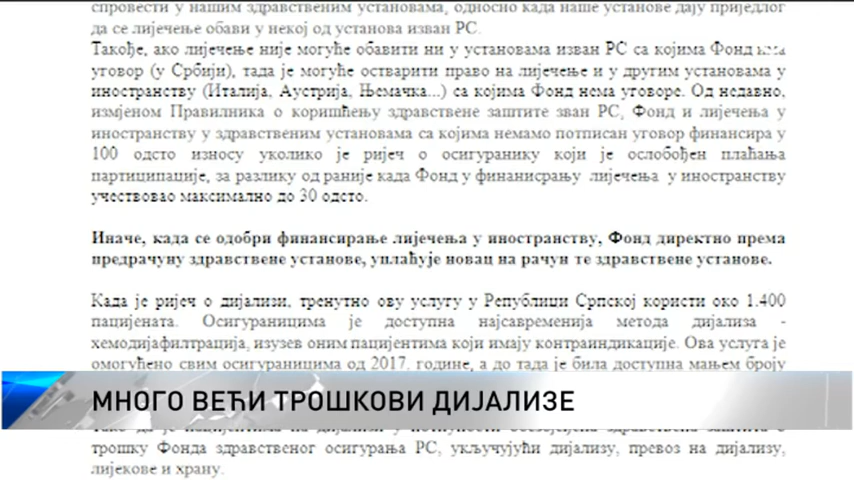 спровести у нашим здравственим установама, односно када наше установе дају приједлог
да се лијечење обави у некој од установа изван РС.
Такође, ако лијечење није могуће обавити ни у установама изван РС са којима Фонд има
уговор (у Србији), тада је могуће остварити право на лијечење и у другим установама у
иностранству (Италија, Аустрија, Њемачка...) са којима Фонд нема уговоре. Од недавно,
измјеном Правилника о коришћењу здравствене заштите зван РС, Фонд и лијечења у
иностранству у здравственим установама са којима немамо потписан уговор финансира у
100 одсто износу уколико је ријеч о осигуранику који је ослобођен плаћања
партиципације, за разлику од раније када Фонд у финанисрању лијечења у иностранству
учествовао максимално до 30 одсто.
Иначе, када се одобри финансирање лијечења у иностранству, Фонд директно према
предрачуну здравствене установе, уплаћује новац на рачун те здравствене установе.
Када је ријеч о дијализи, тренутно ову услугу у Републици Српској користи око 1.400
пацијената. Осигураницима је доступна најсавременија метода дијализа -
хемодијафилтрација, изузев оним пацијентима који имају контраиндикације. Ова услуга је
омогућено свим осигураницима од 2017. године, а до тада је била доступна мањем броју
МНОГО ВЕЋИ ТРОШКОВИ ДИЈАЛИЗЕ
трошку Фонда здравственог осигурања РС, укључујући дијализу, превоз на дијализу,
лијекове и храну.